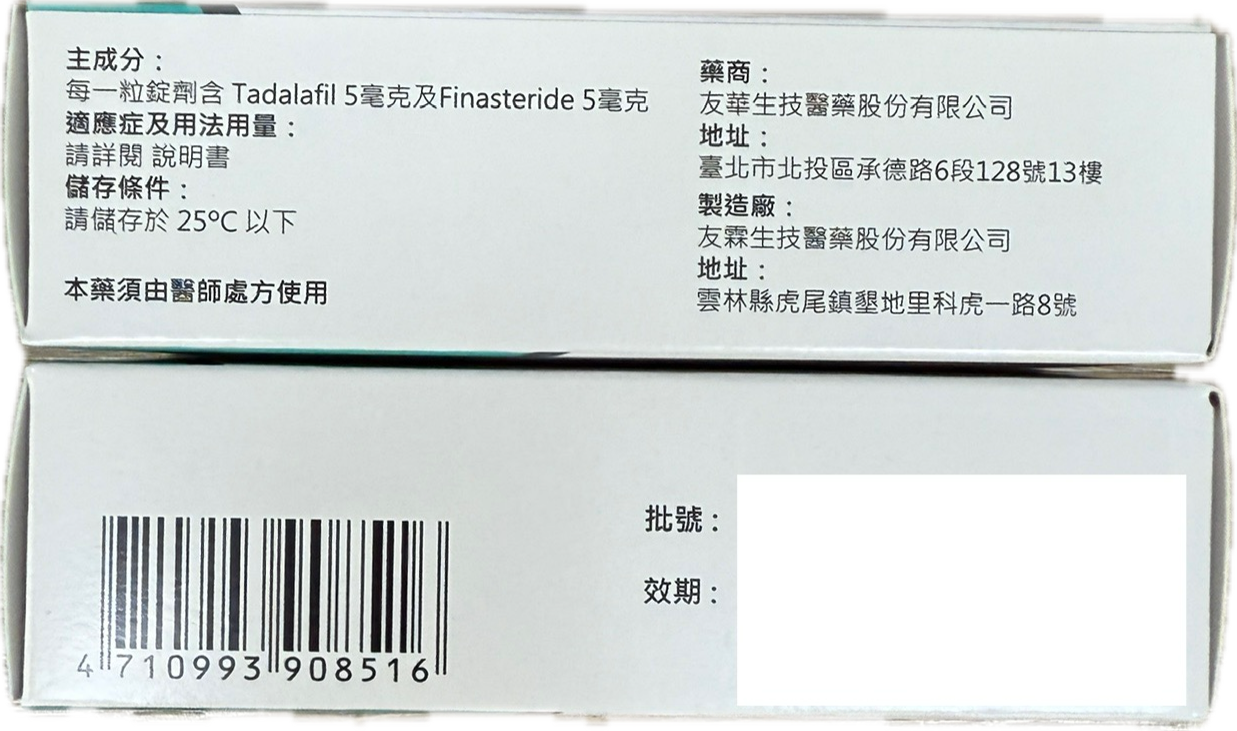 主成分：
每一粒錠劑含 Tadalafil 5毫克及Finasteride 5毫克
適應症及用法用量：
請詳閱 說明書
儲存條件：
請儲存於 25°C 以下
本藥須由醫師處方使用
藥商：
友華生技醫藥股份有限公司
地址：
臺北市北投區承德路6段128號13樓
製造廠：
友霖生技醫藥股份有限公司
地址：
雲林縣虎尾鎮墾地里科虎一路8號
4 710993 908516
批號：
效期：